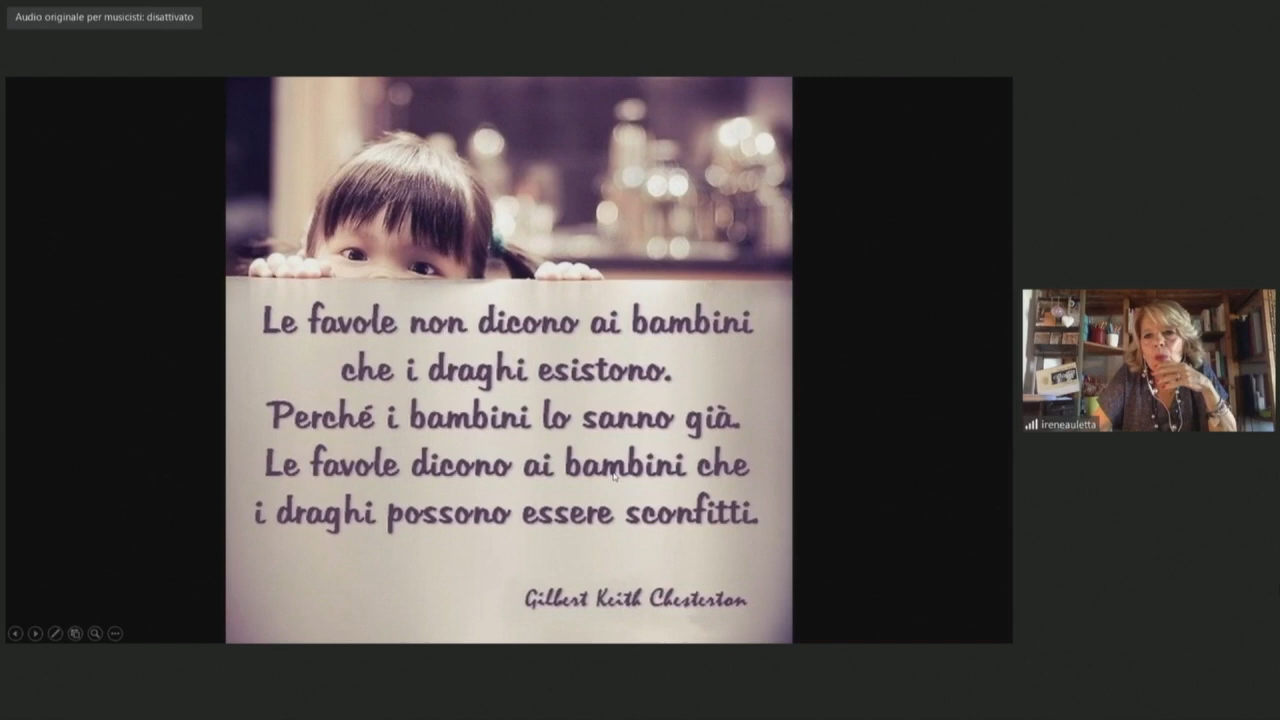 Audio originale per musicisti: disattivato
Le favole non dicono ai bambini
che i draghi esistono.
Perché i bambini lo sanno già.
Le favole dicono ai bambini che
i draghi possono essere sconfitti.
Gilbert Keith Chesterton
ireneauletta